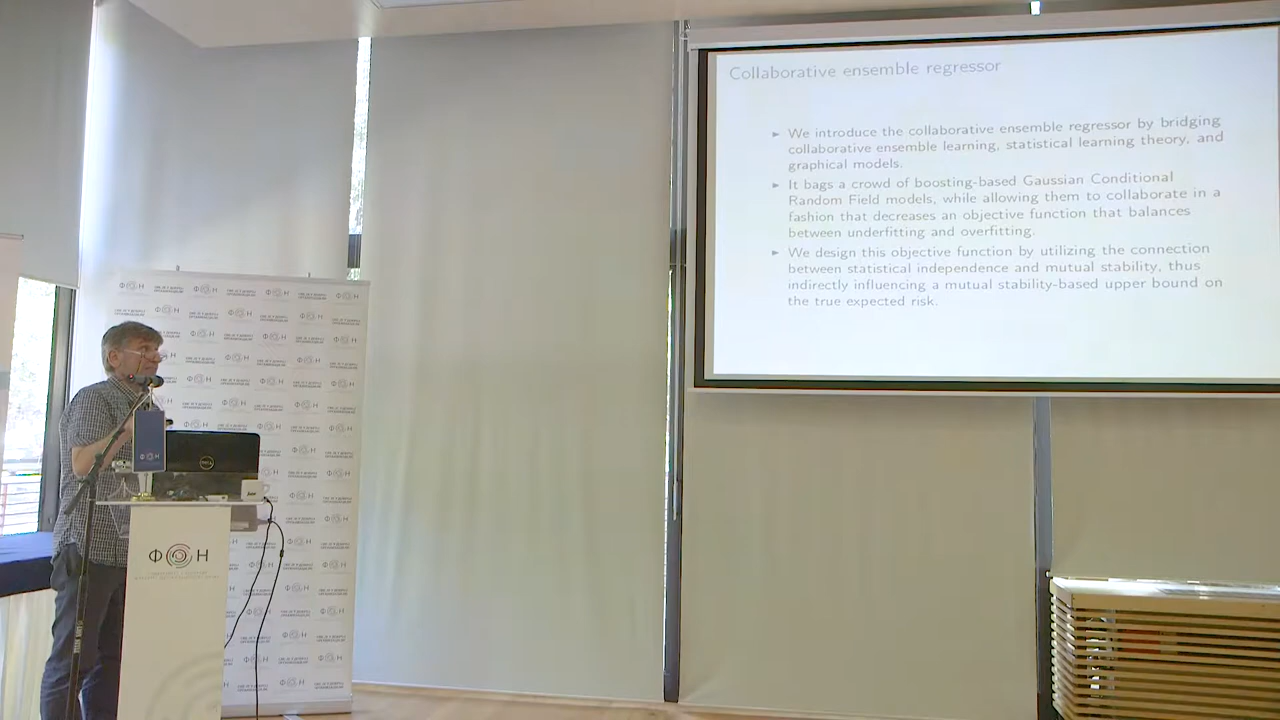 Collaborative ensemble regressor
► We introduce the collaborative ensemble regressor by bridging
collaborative ensemble learning, statistical learning theory, and
graphical models.
► It bags a crowd of boosting-based Gaussian Conditional
Random Field models, while allowing them to collaborate in a
fashion that decreases an objective function that balances
between underfitting and overfitting.
► We design this objective function by utilizing the connection
between statistical independence and mutual stability, thus
indirectly influencing a mutual stability-based upper bound on
the true expected risk.
DELL
ФОН